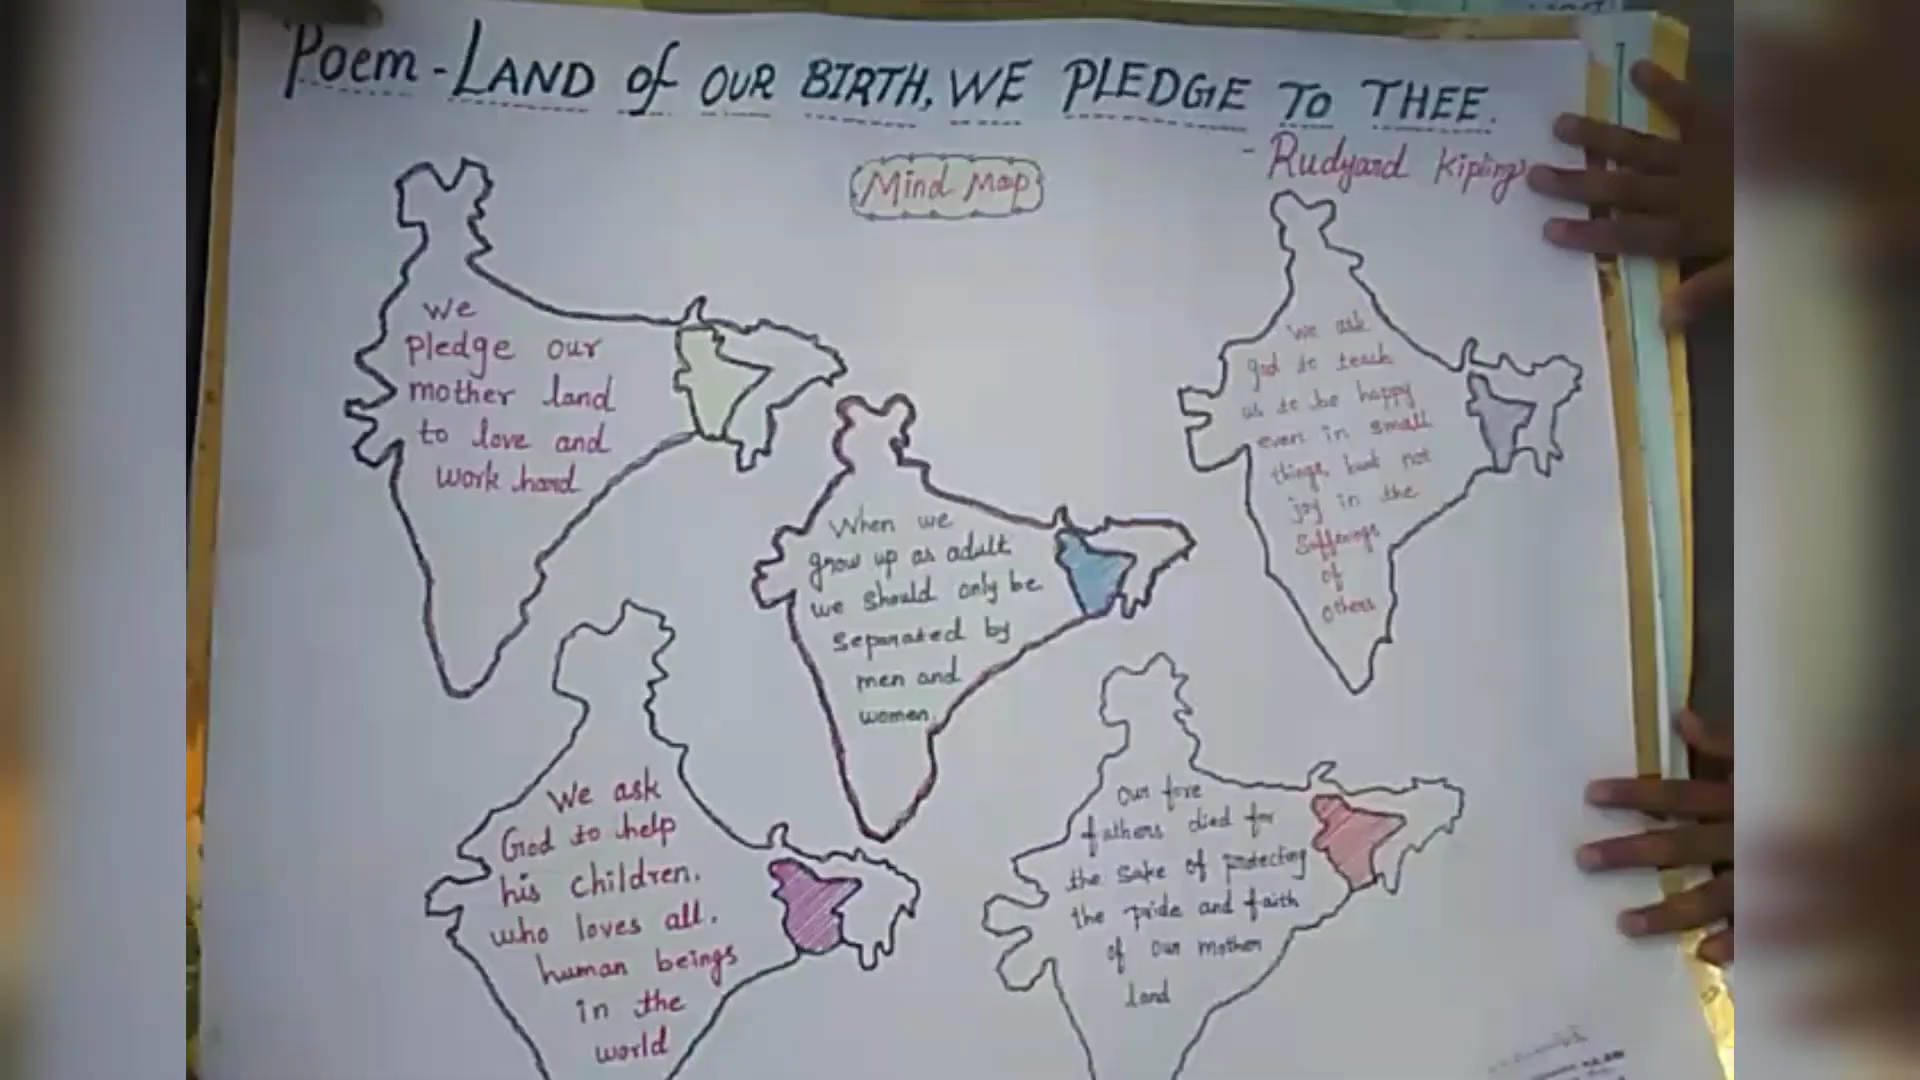 Poem - LAND of OUR BIRTH, WE PLEDGE TO THEE.
- Rudyard Kipling
Mind Map
We
pledge our
mother land
to love and
work hard
When we
grow up as adult
we should only be
separated by
men and
women.
We ask
god to teach
us to be happy
even in small
things, but not
joy in the
Sufferings
of
others
We ask
God to help
his children.
who loves all.
human beings
in the
world
Our fore
fathers died for
the sake of protecting
the pride and faith
of our mother
land